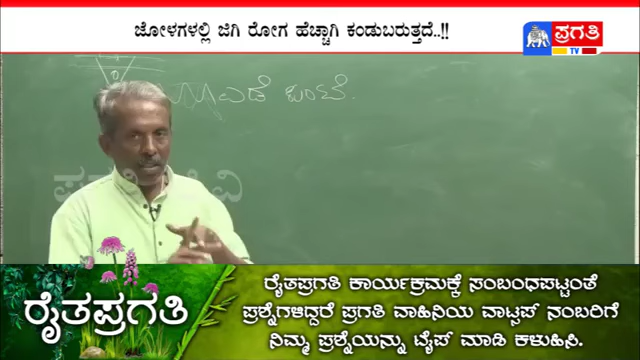 ಜೋಳಗಳಲ್ಲಿ ಜಿಗಿ ರೋಗ ಹೆಚ್ಚಾಗಿ ಕಂಡುಬರುತ್ತದೆ..!!
ಪ್ರಗತಿ
TV
ಎಡೆ ಕುಂಟೆ.
ರೈತಪ್ರಗತಿ
ರೈತಪ್ರಗತಿ ಕಾರ್ಯಕ್ರಮಕ್ಕೆ ಸಂಬಂಧಪಟ್ಟಂತೆ
ಪ್ರಶ್ನೆಗಳಿದ್ದರೆ ಪ್ರಗತಿ ವಾಹಿನಿಯ ವಾಟ್ಸಪ್ ನಂಬರಿಗೆ
ನಿಮ್ಮ ಪ್ರಶ್ನೆಯನ್ನು ಟೈಪ್ ಮಾಡಿ ಕಳುಹಿಸಿ.